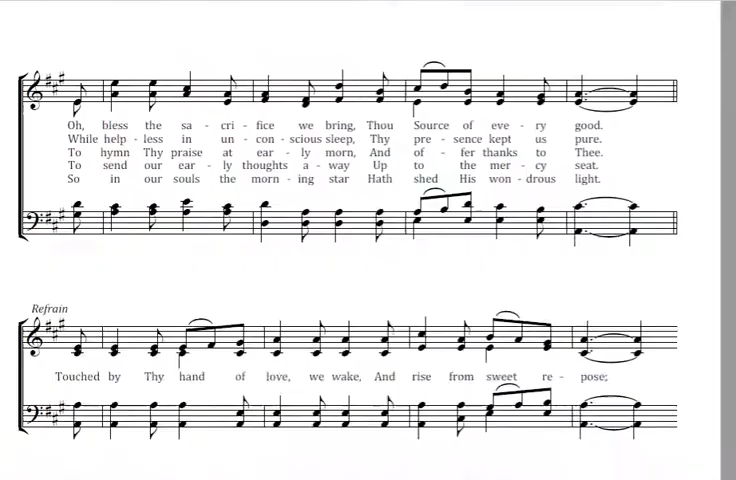 Oh, bless the sa - cri - fice we bring, Thou Source of eve - ry good.
While help - less in un - con - scious sleep, Thy pre - sence kept us pure.
To hymn Thy praise at ear - ly morn, And of - fer thanks to Thee.
To send our ear - ly thoughts a - way Up to the mer - cy seat.
So in our souls the morn - ing star Hath shed His won - drous light.
Refrain
Touched by Thy hand of love, we wake, And rise from sweet re - pose;